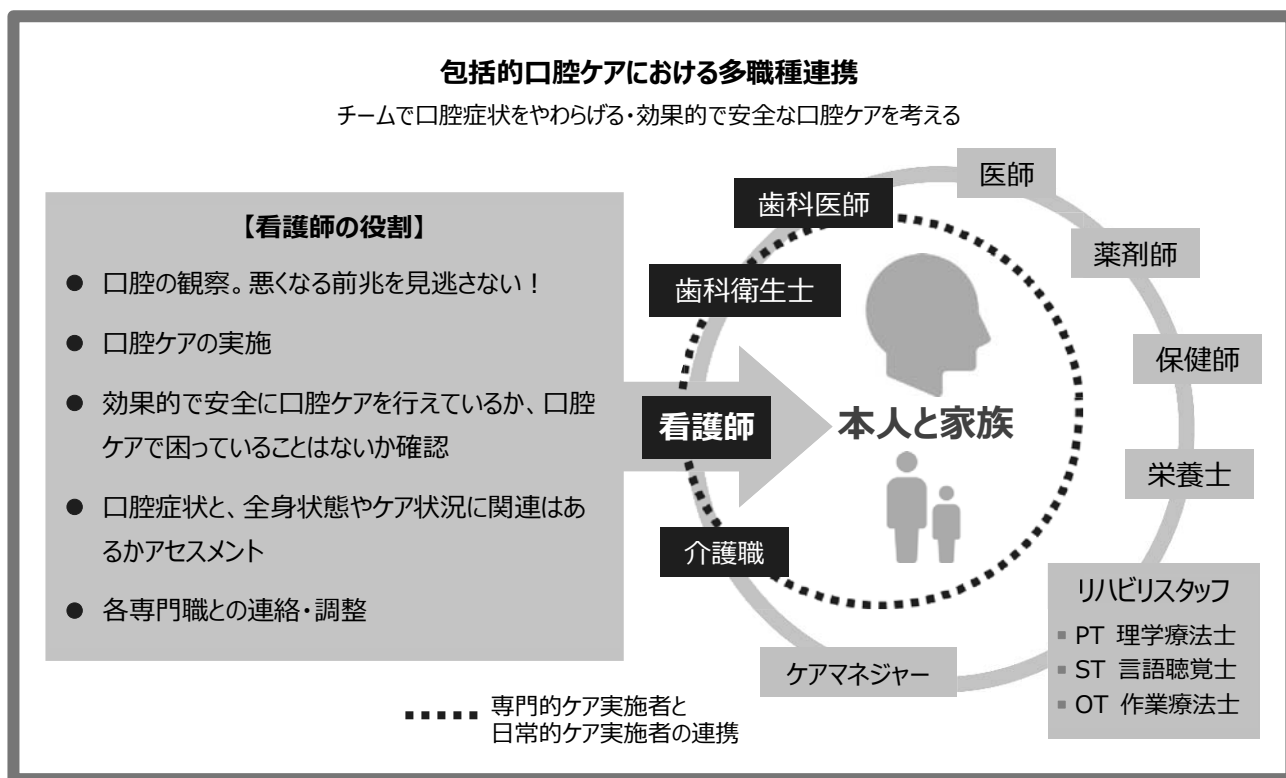 包括的口腔ケアにおける多職種連携
チームで口腔症状をやわらげる・効果的で安全な口腔ケアを考える
【看護師の役割】
● 口腔の観察。悪くなる前兆を見逃さない！
● 口腔ケアの実施
● 効果的で安全に口腔ケアを行えているか、口腔
ケアで困っていることはないか確認
● 口腔症状と、全身状態やケア状況に関連はあ
るかアセスメント
● 各専門職との連絡・調整
医師
歯科医師
薬剤師
歯科衛生士
保健師
看護師
本人と家族
栄養士
介護職
リハビリスタッフ
▪ PT 理学療法士
▪ ST 言語聴覚士
▪ OT 作業療法士
ケアマネジャー
専門的ケア実施者と
日常的ケア実施者の連携